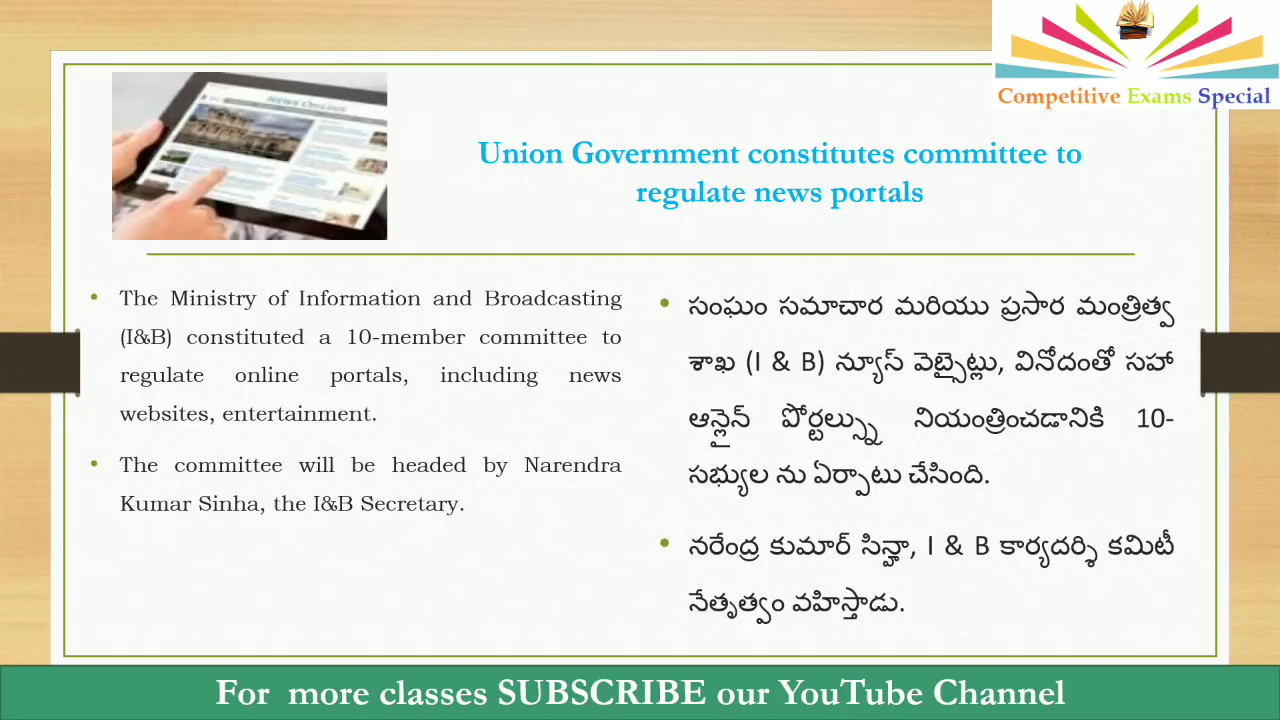 Competitive Exams Special
Union Government constitutes committee to
regulate news portals
• The Ministry of Information and Broadcasting
(I&B) constituted a 10-member committee to
regulate online portals, including news
websites, entertainment.
• The committee will be headed by Narendra
Kumar Sinha, the I&B Secretary.
• సంఘం సమాచార మరియు ప్రసార మంత్రిత్వ
శాఖ (I & B) న్యూస్ వెబ్సైట్లు, వినోదంతో సహా
ఆన్లైన్ పోర్టల్స్ను నియంత్రించడానికి 10-
సభ్యుల ను ఏర్పాటు చేసింది.
• నరేంద్ర కుమార్ సిన్హా, I & B కార్యదర్శి కమిటీ
నేతృత్వం వహిస్తాడు.
For more classes SUBSCRIBE our YouTube Channel